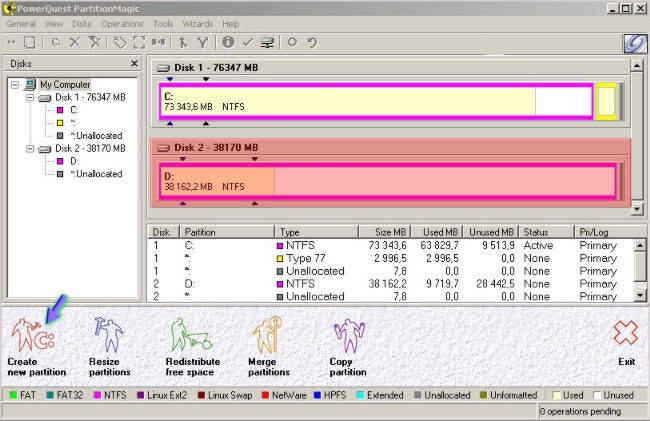 PowerQuest PartitionMagic
General View Disks Operations Tools Wizards Help
Disks
My Computer
Disk 1 - 76347 MB
C:
*:
*:Unallocated
Disk 2 - 38170 MB
D:
*:Unallocated
Disk 1 - 76347 MB
C:
73 343,6 MB NTFS
Disk 2 - 38170 MB
D:
38 162,2 MB NTFS
Disk Partition Type Size MB Used MB Unused MB Status Pri/Log
1 C: NTFS 73 343,6 63 829,7 9 513,9 Active Primary
1 *: Type 77 2 996,5 2 996,5 0,0 None Primary
1 *: Unallocated 7,8 0,0 0,0 None Primary
2 D: NTFS 38 162,2 9 719,7 28 442,5 None Primary
2 *: Unallocated 7,8 0,0 0,0 None Primary
C:
Create
new partition
Resize
partitions
Redistribute
free space
Merge
partitions
Copy
partition
Exit
FAT FAT32 NTFS Linux Ext2 Linux Swap NetWare HPFS Extended Unallocated Unformatted Used Unused
0 operations pending